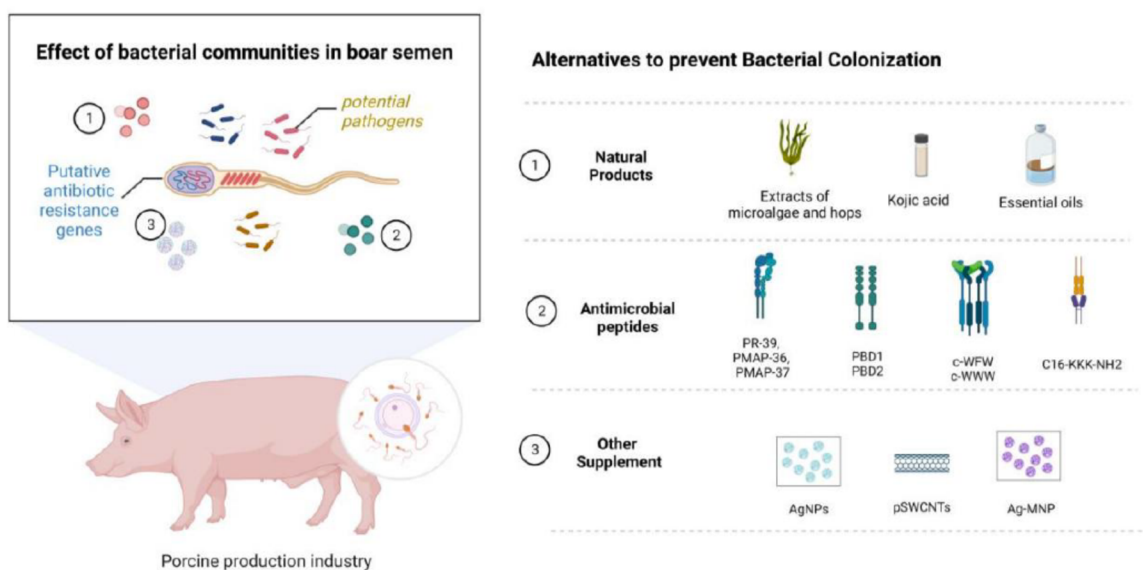 Effect of bacterial communities in boar semen
1
potential
pathogens
Putative
antibiotic
resistance
genes
3
2
Porcine production industry
Alternatives to prevent Bacterial Colonization
1
Natural
Products
Extracts of
microalgae and hops
Kojic acid
Essential oils
2
Antimicrobial
peptides
PR-39,
PMAP-36,
PMAP-37
PBD1
PBD2
c-WFW
c-WWW
C16-KKK-NH2
3
Other
Supplement
AgNPs
pSWCNTs
Ag-MNP